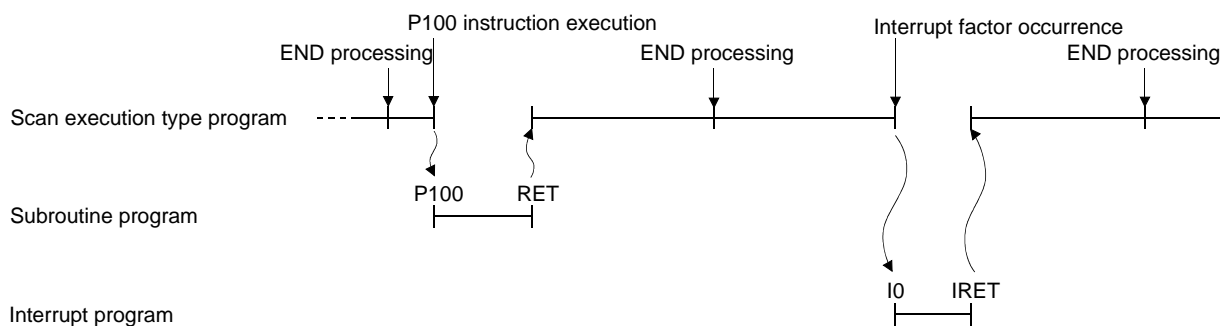 P100 instruction execution
Interrupt factor occurrence
END processing
END processing
END processing
Scan execution type program
P100
RET
Subroutine program
I0
IRET
Interrupt program